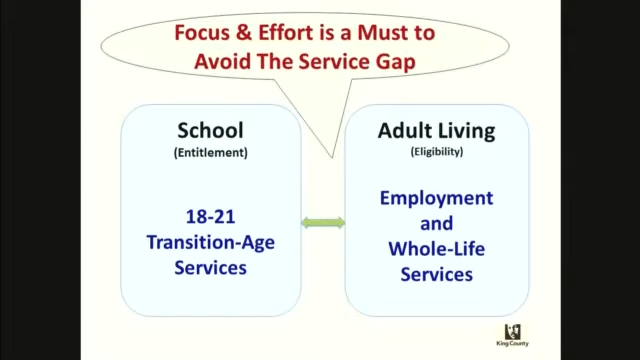 Focus & Effort is a Must to
Avoid The Service Gap
School
(Entitlement)
18-21
Transition-Age
Services
Adult Living
(Eligibility)
Employment
and
Whole-Life
Services
King County